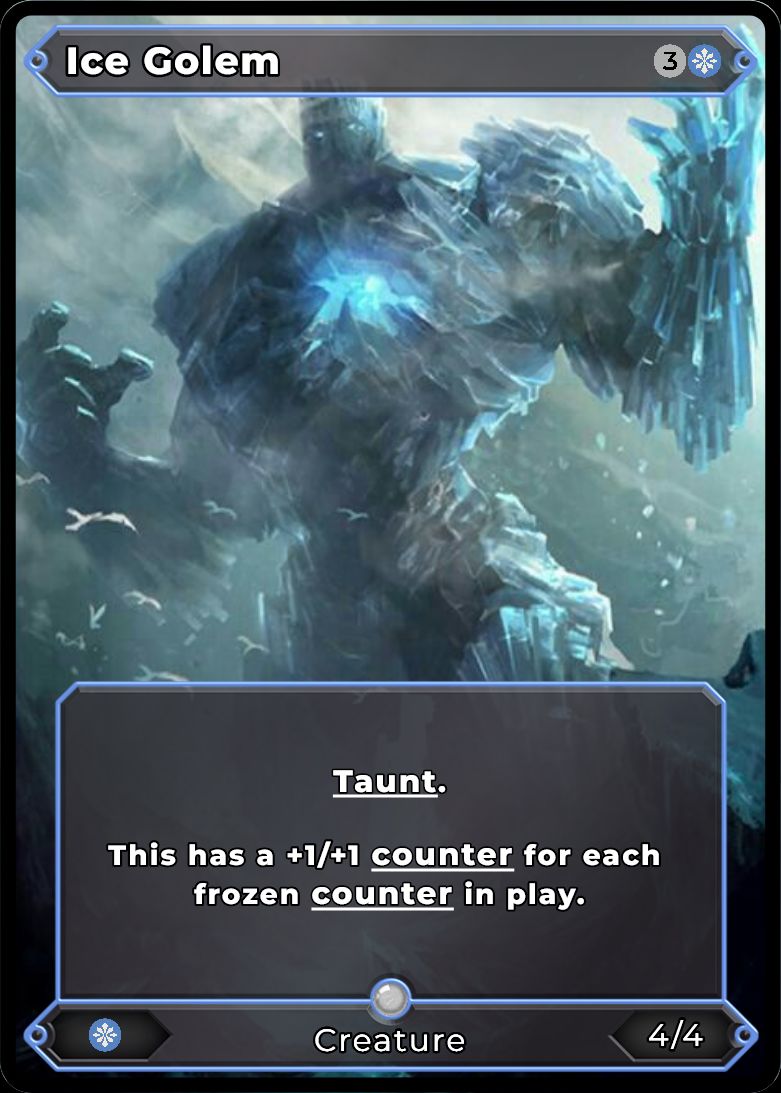 Ice Golem
3
Taunt.
This has a +1/+1 counter for each
frozen counter in play.
Creature
4/4